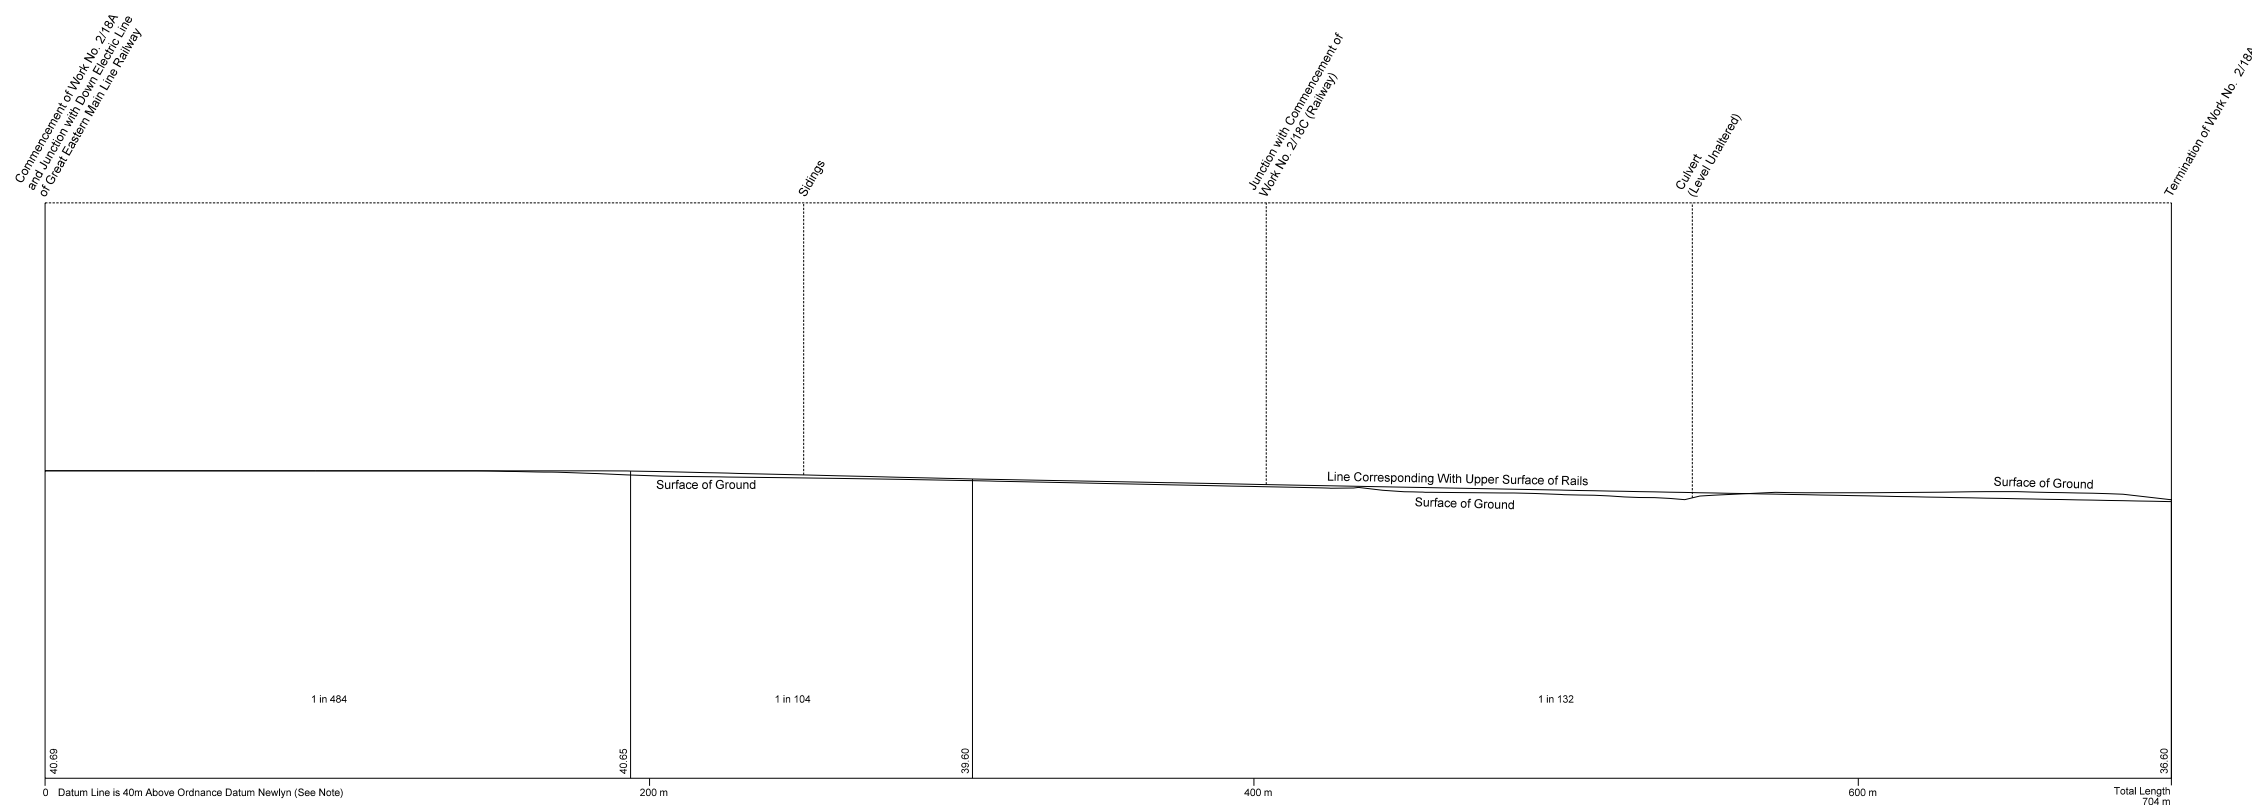 Commencement of Work No. 2/18A
and Junction with Down Electric Line
of Great Eastern Main Line Railway
Sidings
Junction with Commencement of
Work No. 2/18C (Railway)
Culvert
(Level Unaltered)
Termination of Work No. 2/18A
Surface of Ground
Line Corresponding With Upper Surface of Rails
Surface of Ground
Surface of Ground
1 in 484
1 in 104
1 in 132
40.69
40.65
39.60
36.60
0 Datum Line is 40m Above Ordnance Datum Newlyn (See Note)
200 m
400 m
600 m
Total Length
704 m